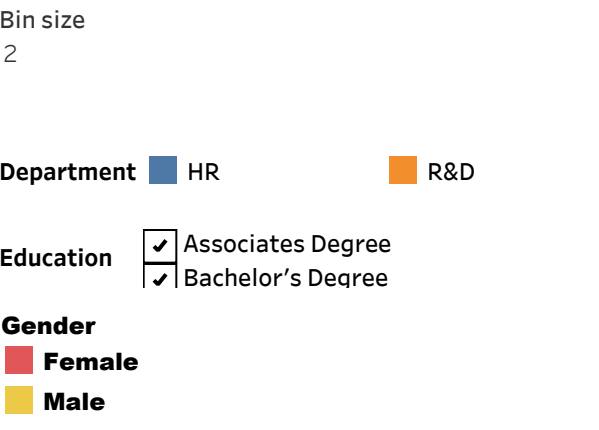 Bin size
2
Department HR R&D
Education Associates Degree
Bachelor's Degree
Gender
Female
Male